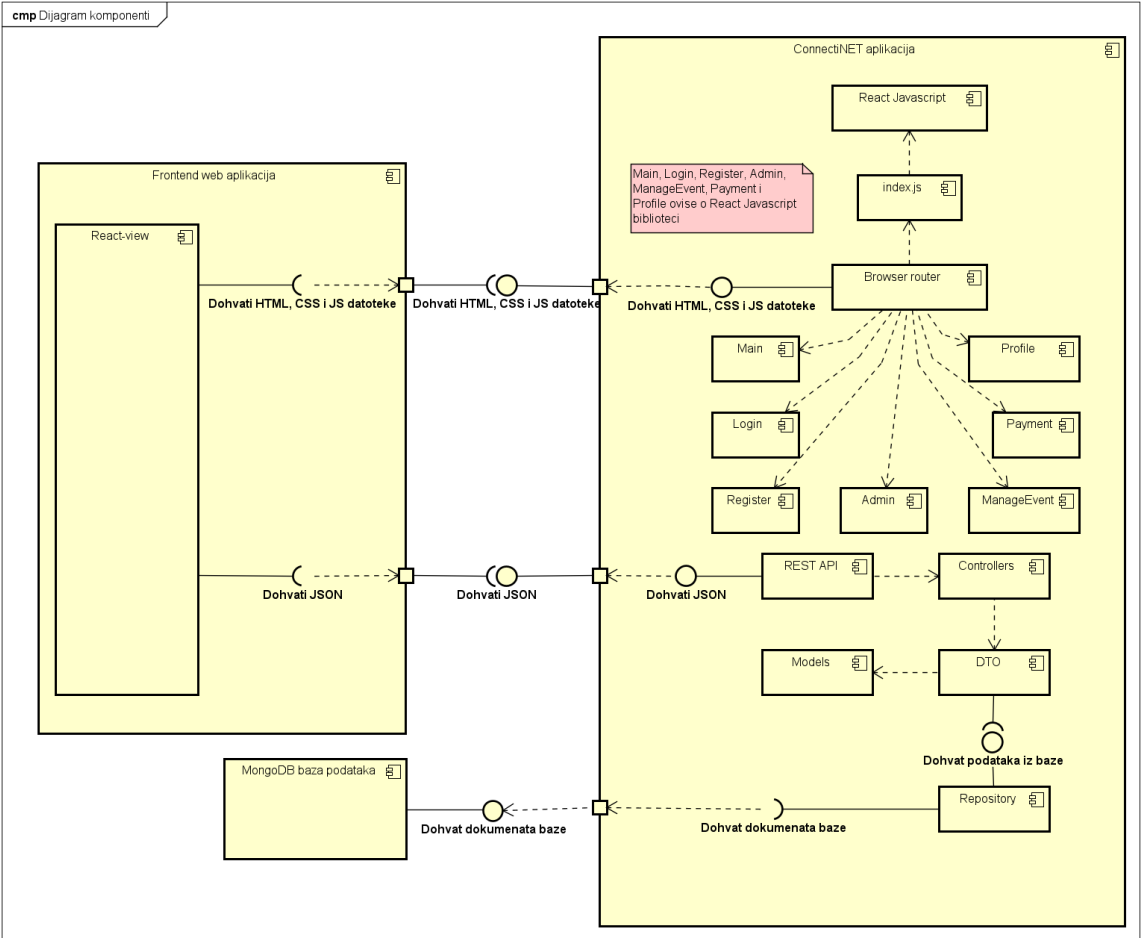 cmp Dijagram komponenti
ConnectiNET aplikacija
React Javascript
Frontend web aplikacija
Main, Login, Register, Admin,
ManageEvent, Payment i
Profile ovise o React Javascript
biblioteci
index.js
React-view
Browser router
Dohvati HTML, CSS i JS datoteke
Dohvati HTML, CSS i JS datoteke
Dohvati HTML, CSS i JS datoteke
Main
Profile
Login
Payment
Register
Admin
ManageEvent
REST API
Controllers
Dohvati JSON
Dohvati JSON
Dohvati JSON
Models
DTO
Dohvat podataka iz baze
MongoDB baza podataka
Repository
Dohvat dokumenata baze
Dohvat dokumenata baze